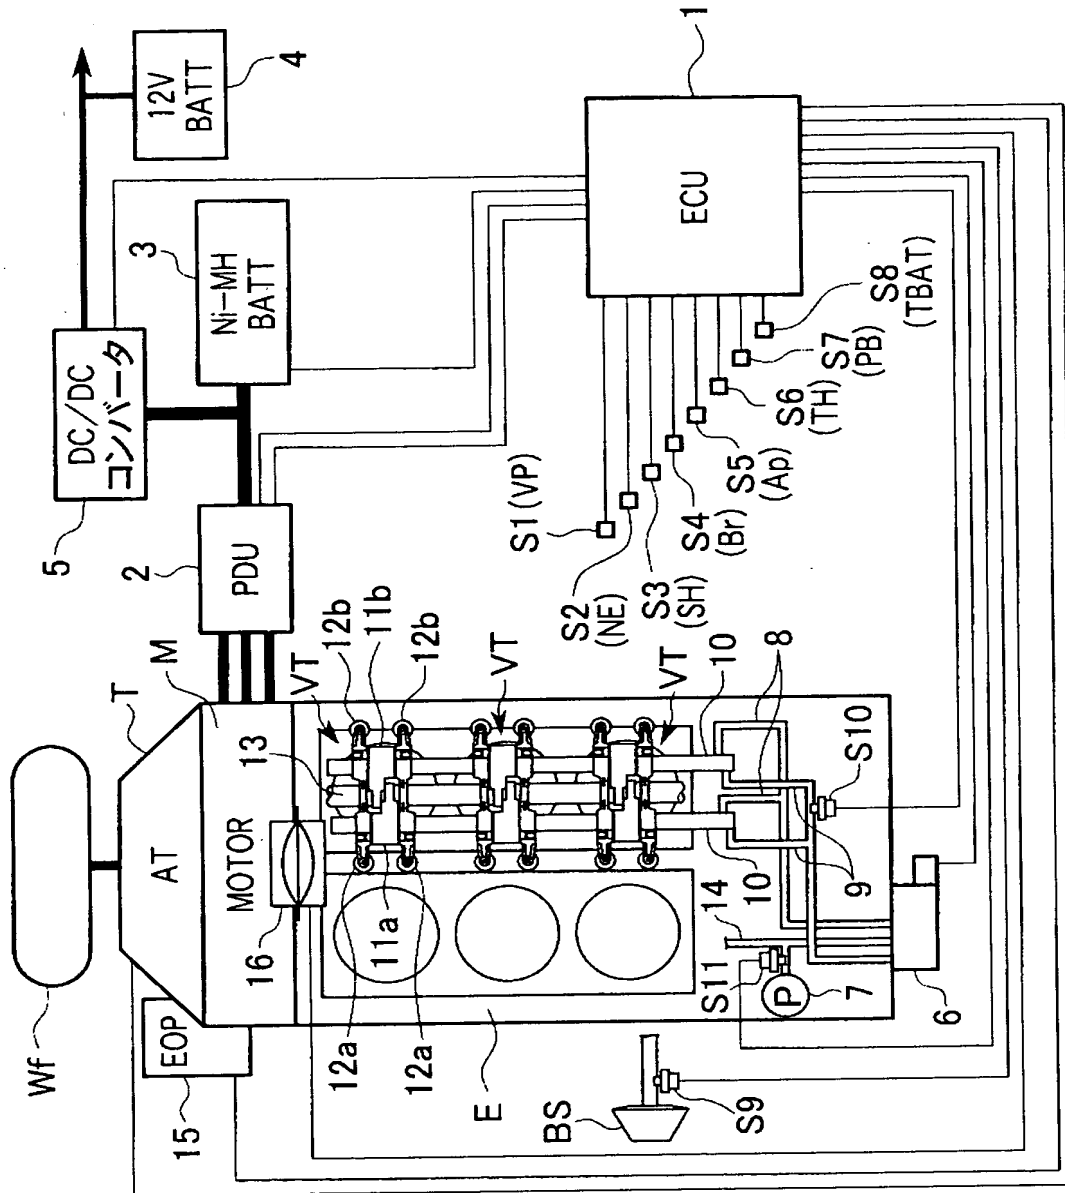 Wf
T
AT
M
MOTOR
EOP
15
16
13
12a
11a
12a
E
VT
12b
11b
12b
VT
VT
PDU
2
5
DC/DC
コンバータ
3
Ni-MH
BATT
12V
BATT
4
1
ECU
S1(VP)
S2
(NE)
S3
(SH)
S4
(Br)
S5
(Ap)
S6
(TH)
S7
(PB)
S8
(TBAT)
10
8
S10
10
9
14
S11
P
7
6
BS
S9